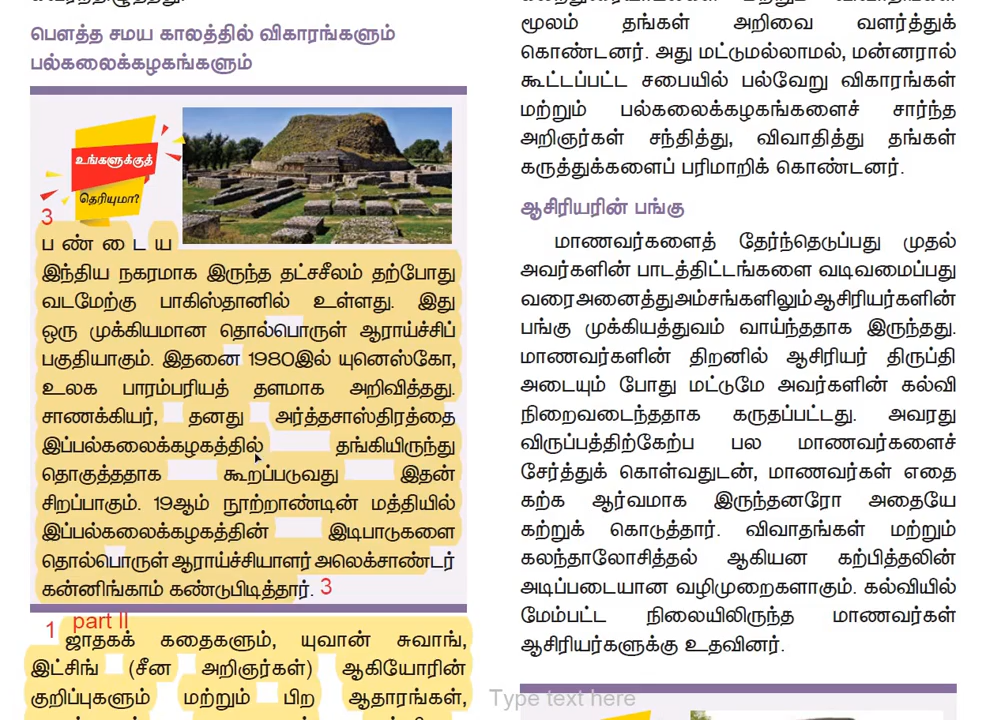 பௌத்த சமய காலத்தில் விகாரங்களும்
பல்கலைக்கழகங்களும்
உங்களுக்குத்
தெரியுமா?
3
பண்டைய
இந்திய நகரமாக இருந்த தட்சசீலம் தற்போது
வடமேற்கு பாகிஸ்தானில் உள்ளது. இது
ஒரு முக்கியமான தொல்பொருள் ஆராய்ச்சிப்
பகுதியாகும். இதனை 1980இல் யுனெஸ்கோ,
உலக பாரம்பரியத் தளமாக அறிவித்தது.
சாணக்கியர், தனது அர்த்தசாஸ்திரத்தை
இப்பல்கலைக்கழகத்தில் தங்கியிருந்து
தொகுத்ததாக கூறப்படுவது இதன்
சிறப்பாகும். 19ஆம் நூற்றாண்டின் மத்தியில்
இப்பல்கலைக்கழகத்தின் இடிபாடுகளை
தொல்பொருள் ஆராய்ச்சியாளர் அலெக்சாண்டர்
கன்னிங்காம் கண்டுபிடித்தார். 3
part II
1 ஜாதகக் கதைகளும், யுவான் சுவாங்,
இட்சிங் (சீன அறிஞர்கள்) ஆகியோரின்
குறிப்புகளும் மற்றும் பிற ஆதாரங்கள்,
மூலம் தங்கள் அறிவை வளர்த்துக்
கொண்டனர். அது மட்டுமல்லாமல், மன்னரால்
கூட்டப்பட்ட சபையில் பல்வேறு விகாரங்கள்
மற்றும் பல்கலைக்கழகங்களைச் சார்ந்த
அறிஞர்கள் சந்தித்து, விவாதித்து தங்கள்
கருத்துக்களைப் பரிமாறிக் கொண்டனர்.
ஆசிரியரின் பங்கு
மாணவர்களைத் தேர்ந்தெடுப்பது முதல்
அவர்களின் பாடத்திட்டங்களை வடிவமைப்பது
வரைஅனைத்துஅம்சங்களிலும்ஆசிரியர்களின்
பங்கு முக்கியத்துவம் வாய்ந்ததாக இருந்தது.
மாணவர்களின் திறனில் ஆசிரியர் திருப்தி
அடையும் போது மட்டுமே அவர்களின் கல்வி
நிறைவடைந்ததாக கருதப்பட்டது. அவரது
விருப்பத்திற்கேற்ப பல மாணவர்களைச்
சேர்த்துக் கொள்வதுடன், மாணவர்கள் எதை
கற்க ஆர்வமாக இருந்தனரோ அதையே
கற்றுக் கொடுத்தார். விவாதங்கள் மற்றும்
கலந்தாலோசித்தல் ஆகியன கற்பித்தலின்
அடிப்படையான வழிமுறைகளாகும். கல்வியில்
மேம்பட்ட நிலையிலிருந்த மாணவர்கள்
ஆசிரியர்களுக்கு உதவினர்.
Type text here